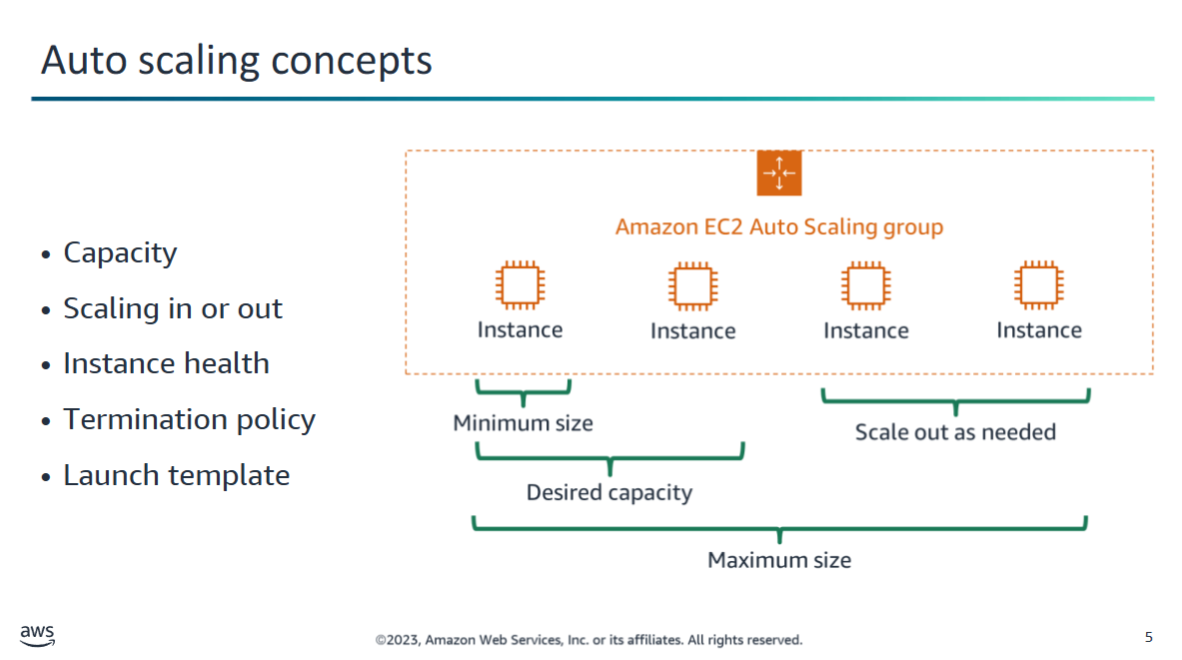 Auto scaling concepts
• Capacity
• Scaling in or out
• Instance health
• Termination policy
• Launch template
Amazon EC2 Auto Scaling group
Instance Instance Instance Instance
Minimum size
Scale out as needed
Desired capacity
Maximum size
aws
©2023, Amazon Web Services, Inc. or its affiliates. All rights reserved.
5